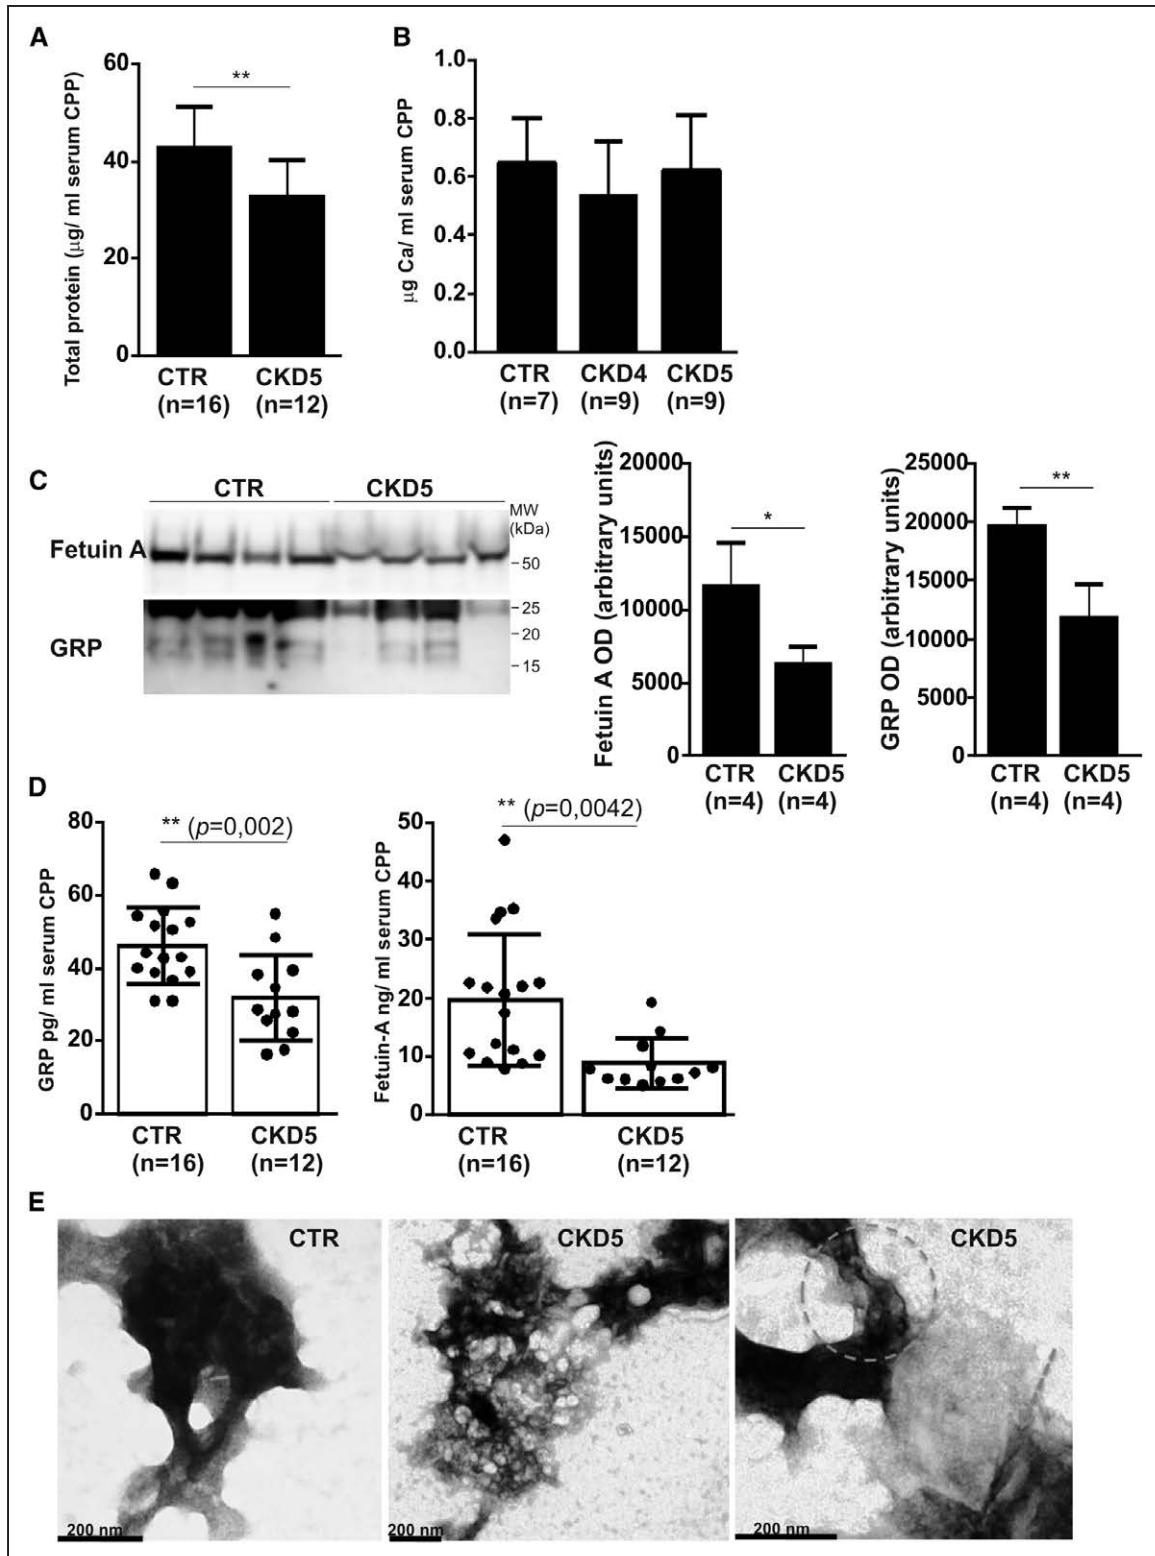 A
Total protein (µg/ ml serum CPP)
60
40
20
0
**
CTR
(n=16)
CKD5
(n=12)
B
µg Ca/ ml serum CPP
1.0
0.8
0.6
0.4
0.2
0.0
CTR
(n=7)
CKD4
(n=9)
CKD5
(n=9)
C
CTR
CKD5
MW
(kDa)
Fetuin A
50
25
20
15
GRP
Fetuin A OD (arbitrary units)
20000
15000
10000
5000
0
*
CTR
(n=4)
CKD5
(n=4)
GRP OD (arbitrary units)
25000
20000
15000
10000
5000
0
**
CTR
(n=4)
CKD5
(n=4)
D
GRP pg/ ml serum CPP
80
60
40
20
0
** (p=0,002)
CTR
(n=16)
CKD5
(n=12)
Fetuin-A ng/ ml serum CPP
50
40
30
20
10
0
** (p=0,0042)
CTR
(n=16)
CKD5
(n=12)
E
CTR
200 nm
CKD5
200 nm
CKD5
200 nm